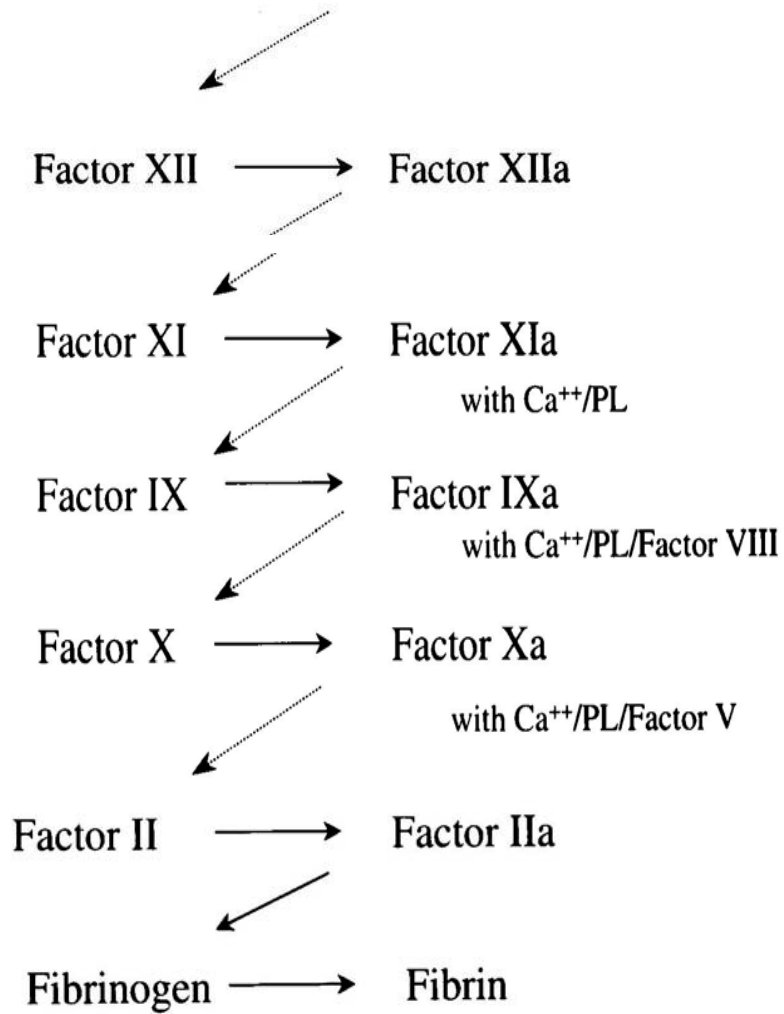 Factor XII Factor XIIa
Factor XI Factor XIa
with Ca⁺⁺/PL
Factor IX Factor IXa
with Ca⁺⁺/PL/Factor VIII
Factor X Factor Xa
with Ca⁺⁺/PL/Factor V
Factor II Factor IIa
Fibrinogen Fibrin